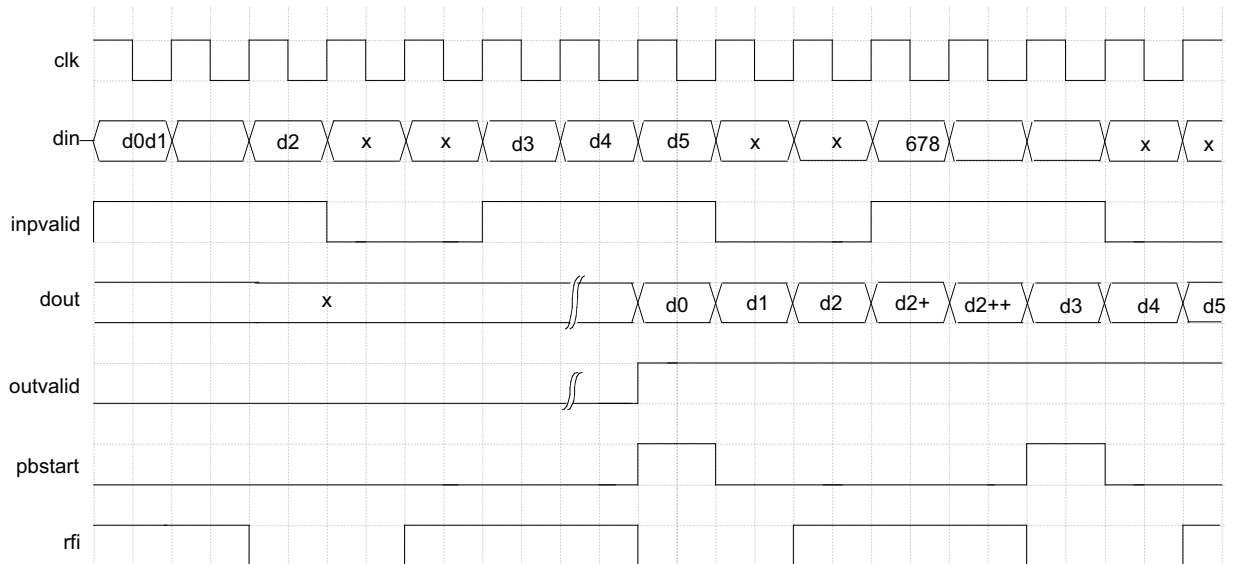 clk
din d0d1 d2 x x d3 d4 d5 x x 678 x x
inpvalid
dout x d0 d1 d2 d2+ d2++ d3 d4 d5
outvalid
pbstart
rfi